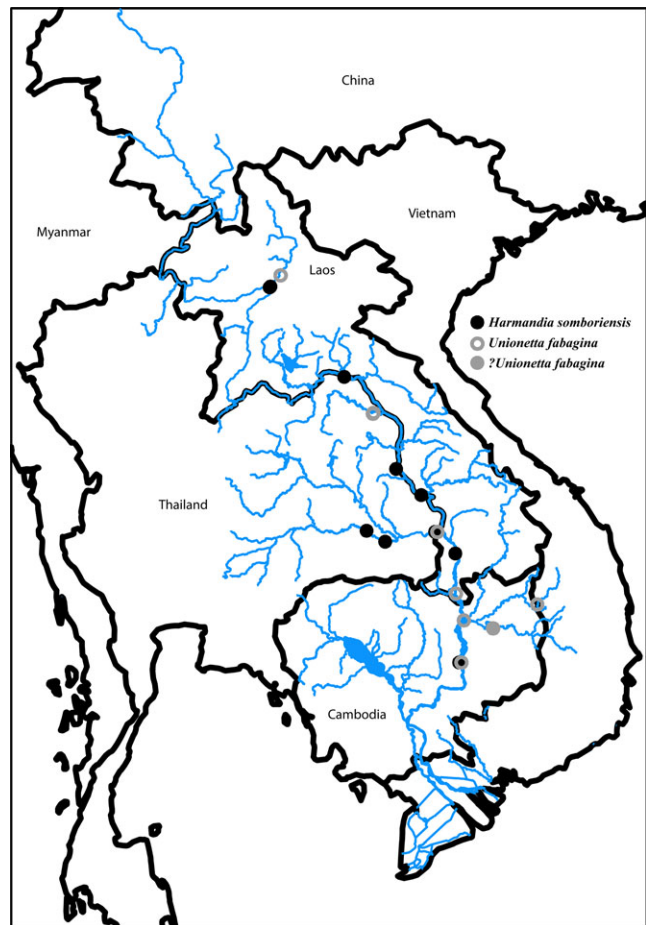 China
Vietnam
Myanmar
Laos
Harmandia somboriensis
Unionetta fabagina
?Unionetta fabagina
Thailand
Cambodia